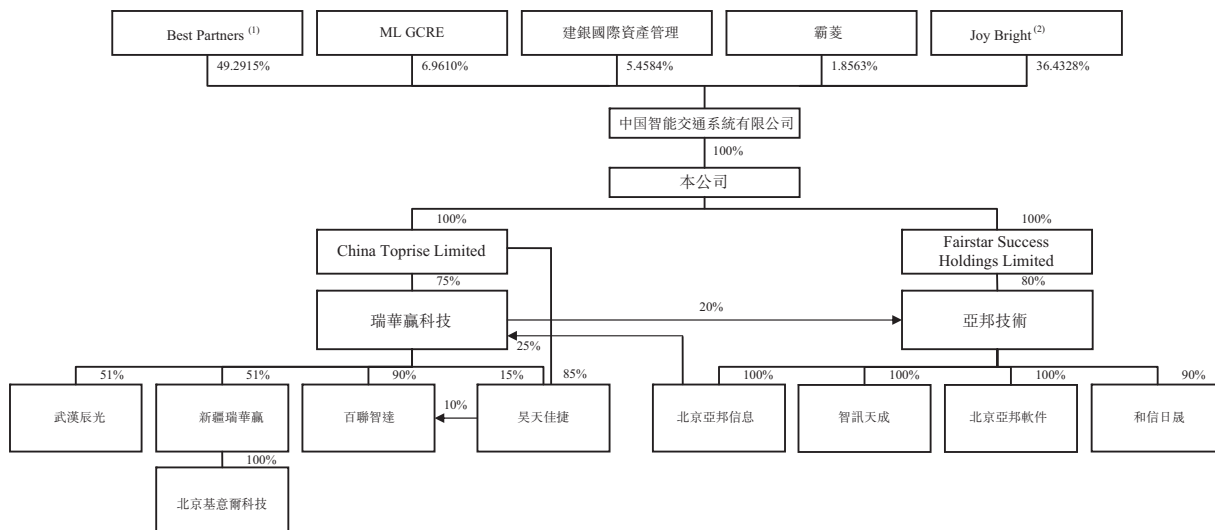 Best Partners (1)
ML GCRE
建銀國際資產管理
霸菱
Joy Bright (2)
49.2915%
6.9610%
5.4584%
1.8563%
36.4328%
中国智能交通系統有限公司
100%
本公司
100%
100%
China Toprise Limited
Fairstar Success
Holdings Limited
75%
80%
瑞華贏科技
20%
亞邦技術
25%
51%
51%
90%
15%
85%
100%
100%
100%
90%
武漢辰光
新疆瑞華贏
百聯智達
10%
昊天佳捷
北京亞邦信息
智訊天成
北京亞邦軟件
和信日晟
100%
北京基意爾科技